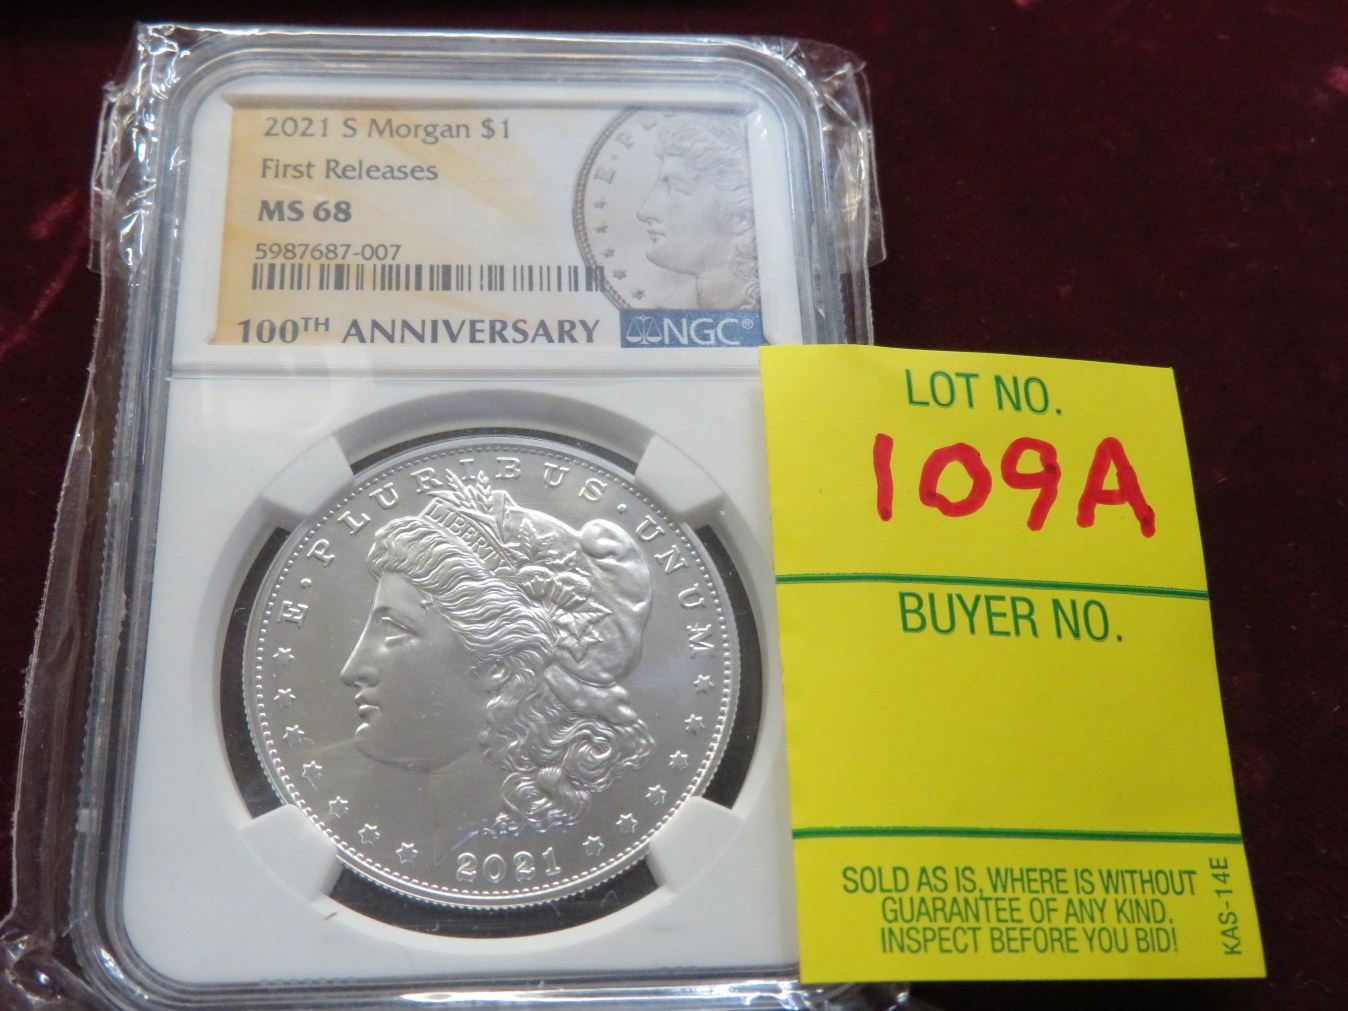 2021 S Morgan $1
First Releases
MS 68
5987687-007
100TH ANNIVERSARY
NGC®
E · PLU
E · PLURIBUS · UNUM
LIBERTY
2021
LOT NO.
109A
BUYER NO.
SOLD AS IS, WHERE IS WITHOUT
GUARANTEE OF ANY KIND.
INSPECT BEFORE YOU BID!
KAS-14E